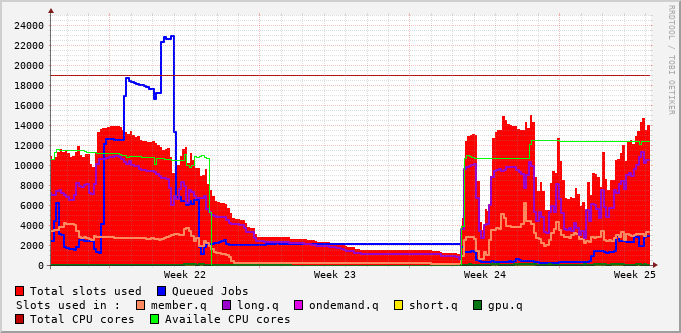 24000
22000
20000
18000
16000
14000
12000
10000
8000
6000
4000
2000
0
Week 22 Week 23 Week 24 Week 25
Total slots used Queued Jobs
Slots used in : member.q long.q ondemand.q short.q gpu.q
Total CPU cores Availale CPU cores
RRDTOOL / TOBI OETIKER